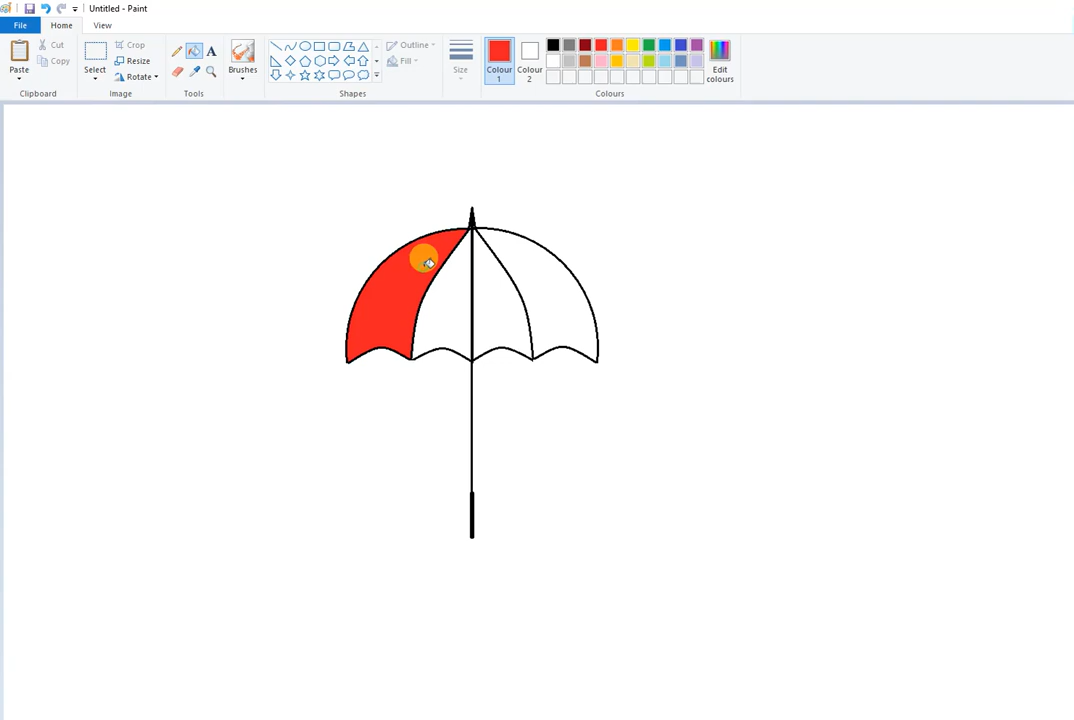 Untitled - Paint
File Home View
Paste
Cut
Copy
Clipboard
Select
Crop
Resize
Rotate
Image
A
Tools
Brushes
Shapes
Outline
Fill
Size
Colour 1
Colour 2
Edit colours
Colours